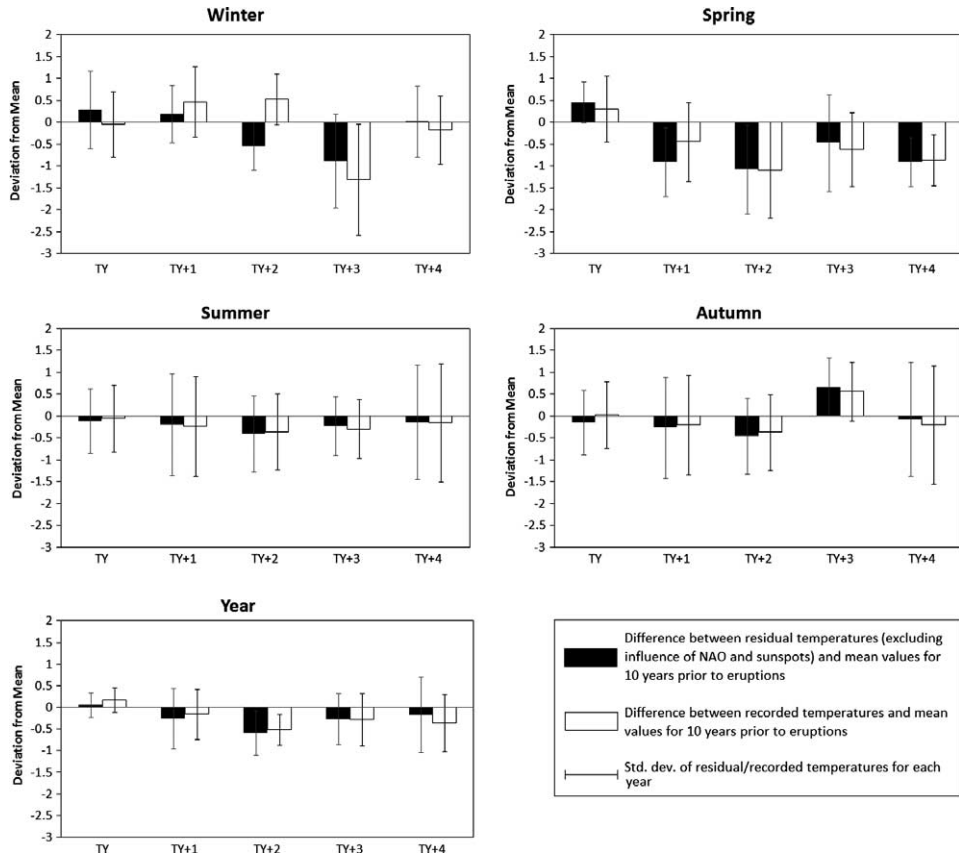 Winter
Deviation from Mean
2
1.5
1
0.5
0
-0.5
-1
-1.5
-2
-2.5
-3
TY TY+1 TY+2 TY+3 TY+4
Spring
Deviation from Mean
2
1.5
1
0.5
0
-0.5
-1
-1.5
-2
-2.5
-3
TY TY+1 TY+2 TY+3 TY+4
Summer
Deviation from Mean
2
1.5
1
0.5
0
-0.5
-1
-1.5
-2
-2.5
-3
TY TY+1 TY+2 TY+3 TY+4
Autumn
Deviation from Mean
2
1.5
1
0.5
0
-0.5
-1
-1.5
-2
-2.5
-3
TY TY+1 TY+2 TY+3 TY+4
Year
Deviation from Mean
2
1.5
1
0.5
0
-0.5
-1
-1.5
-2
-2.5
-3
TY TY+1 TY+2 TY+3 TY+4
Difference between residual temperatures (excluding
influence of NAO and sunspots) and mean values for
10 years prior to eruptions
Difference between recorded temperatures and mean
values for 10 years prior to eruptions
Std. dev. of residual/recorded temperatures for each
year